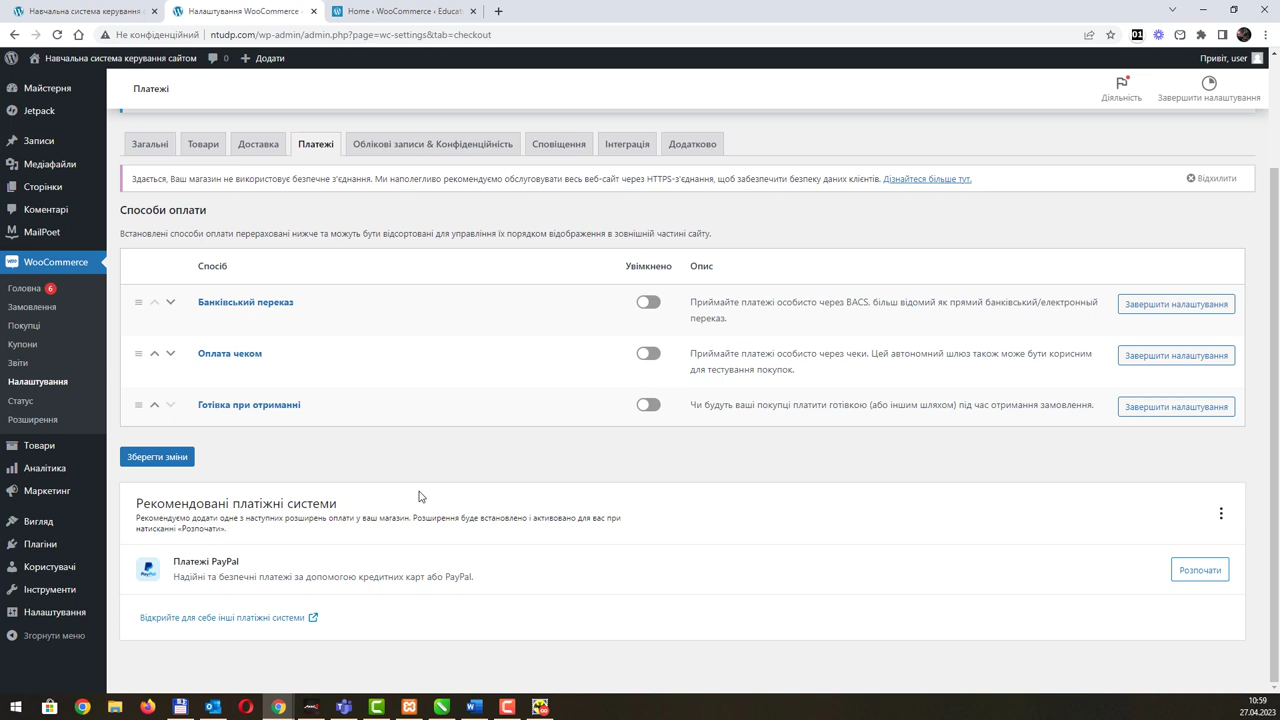 Навчальна система керування с
Налаштування WooCommerce ‹
Home ‹ WooCommerce ‹ Educat
Не конфіденційний
ntudp.com/wp-admin/admin.php?page=wc-settings&tab=checkout
Навчальна система керування сайтом
0
Додати
Привіт, user
Майстерня
Jetpack
Записи
Медіафайли
Сторінки
Коментарі
MailPoet
WooCommerce
Головна 6
Замовлення
Покупці
Купони
Звіти
Налаштування
Статус
Розширення
Товари
Аналітика
Маркетинг
Вигляд
Плагіни
Користувачі
Інструменти
Налаштування
Згорнути меню
Платежі
Діяльність
Завершити налаштування
Загальні
Товари
Доставка
Платежі
Облікові записи & Конфіденційність
Сповіщення
Інтеграція
Додатково
Здається, Ваш магазин не використовує безпечне з'єднання. Ми наполегливо рекомендуємо обслуговувати весь веб-сайт через HTTPS-з'єднання, щоб забезпечити безпеку даних клієнтів. Дізнайтеся більше тут.
Відхилити
Способи оплати
Встановлені способи оплати перераховані нижче та можуть бути відсортовані для управління їх порядком відображення в зовнішній частині сайту.
Спосіб
Увімкнено
Опис
Банківський переказ
Приймайте платежі особисто через BACS, більш відомий як прямий банківський/електронний
переказ.
Завершити налаштування
Оплата чеком
Приймайте платежі особисто через чеки. Цей автономний шлюз також може бути корисним
для тестування покупок.
Завершити налаштування
Готівка при отриманні
Чи будуть ваші покупці платити готівкою (або іншим шляхом) під час отримання замовлення.
Завершити налаштування
Зберегти зміни
Рекомендовані платіжні системи
Рекомендуємо додати одне з наступних розширень оплати у ваш магазин. Розширення буде встановлено і активовано для вас при
натисканні «Розпочати».
PayPal
Платежі PayPal
Надійні та безпечні платежі за допомогою кредитних карт або PayPal.
Розпочати
Відкрийте для себе інші платіжні системи
10:59
27.04.2023